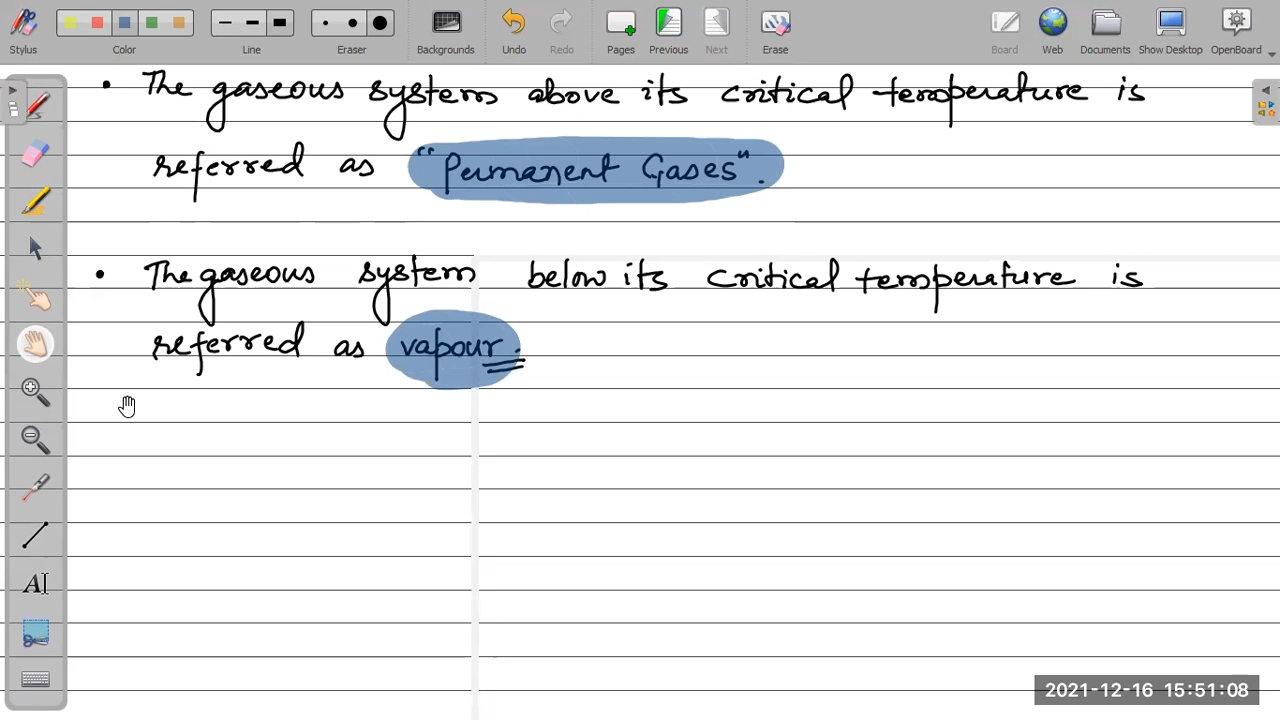 Stylus
Color
Line
Eraser
Backgrounds
Undo
Redo
Pages
Previous
Next
Erase
Board
Web
Documents
Show Desktop
OpenBoard
• The gaseous system above its critical temperature is
referred as "Permanent Gases".
• The gaseous system below its critical temperature is
referred as vapour.
AI
2021-12-16 15:51:08